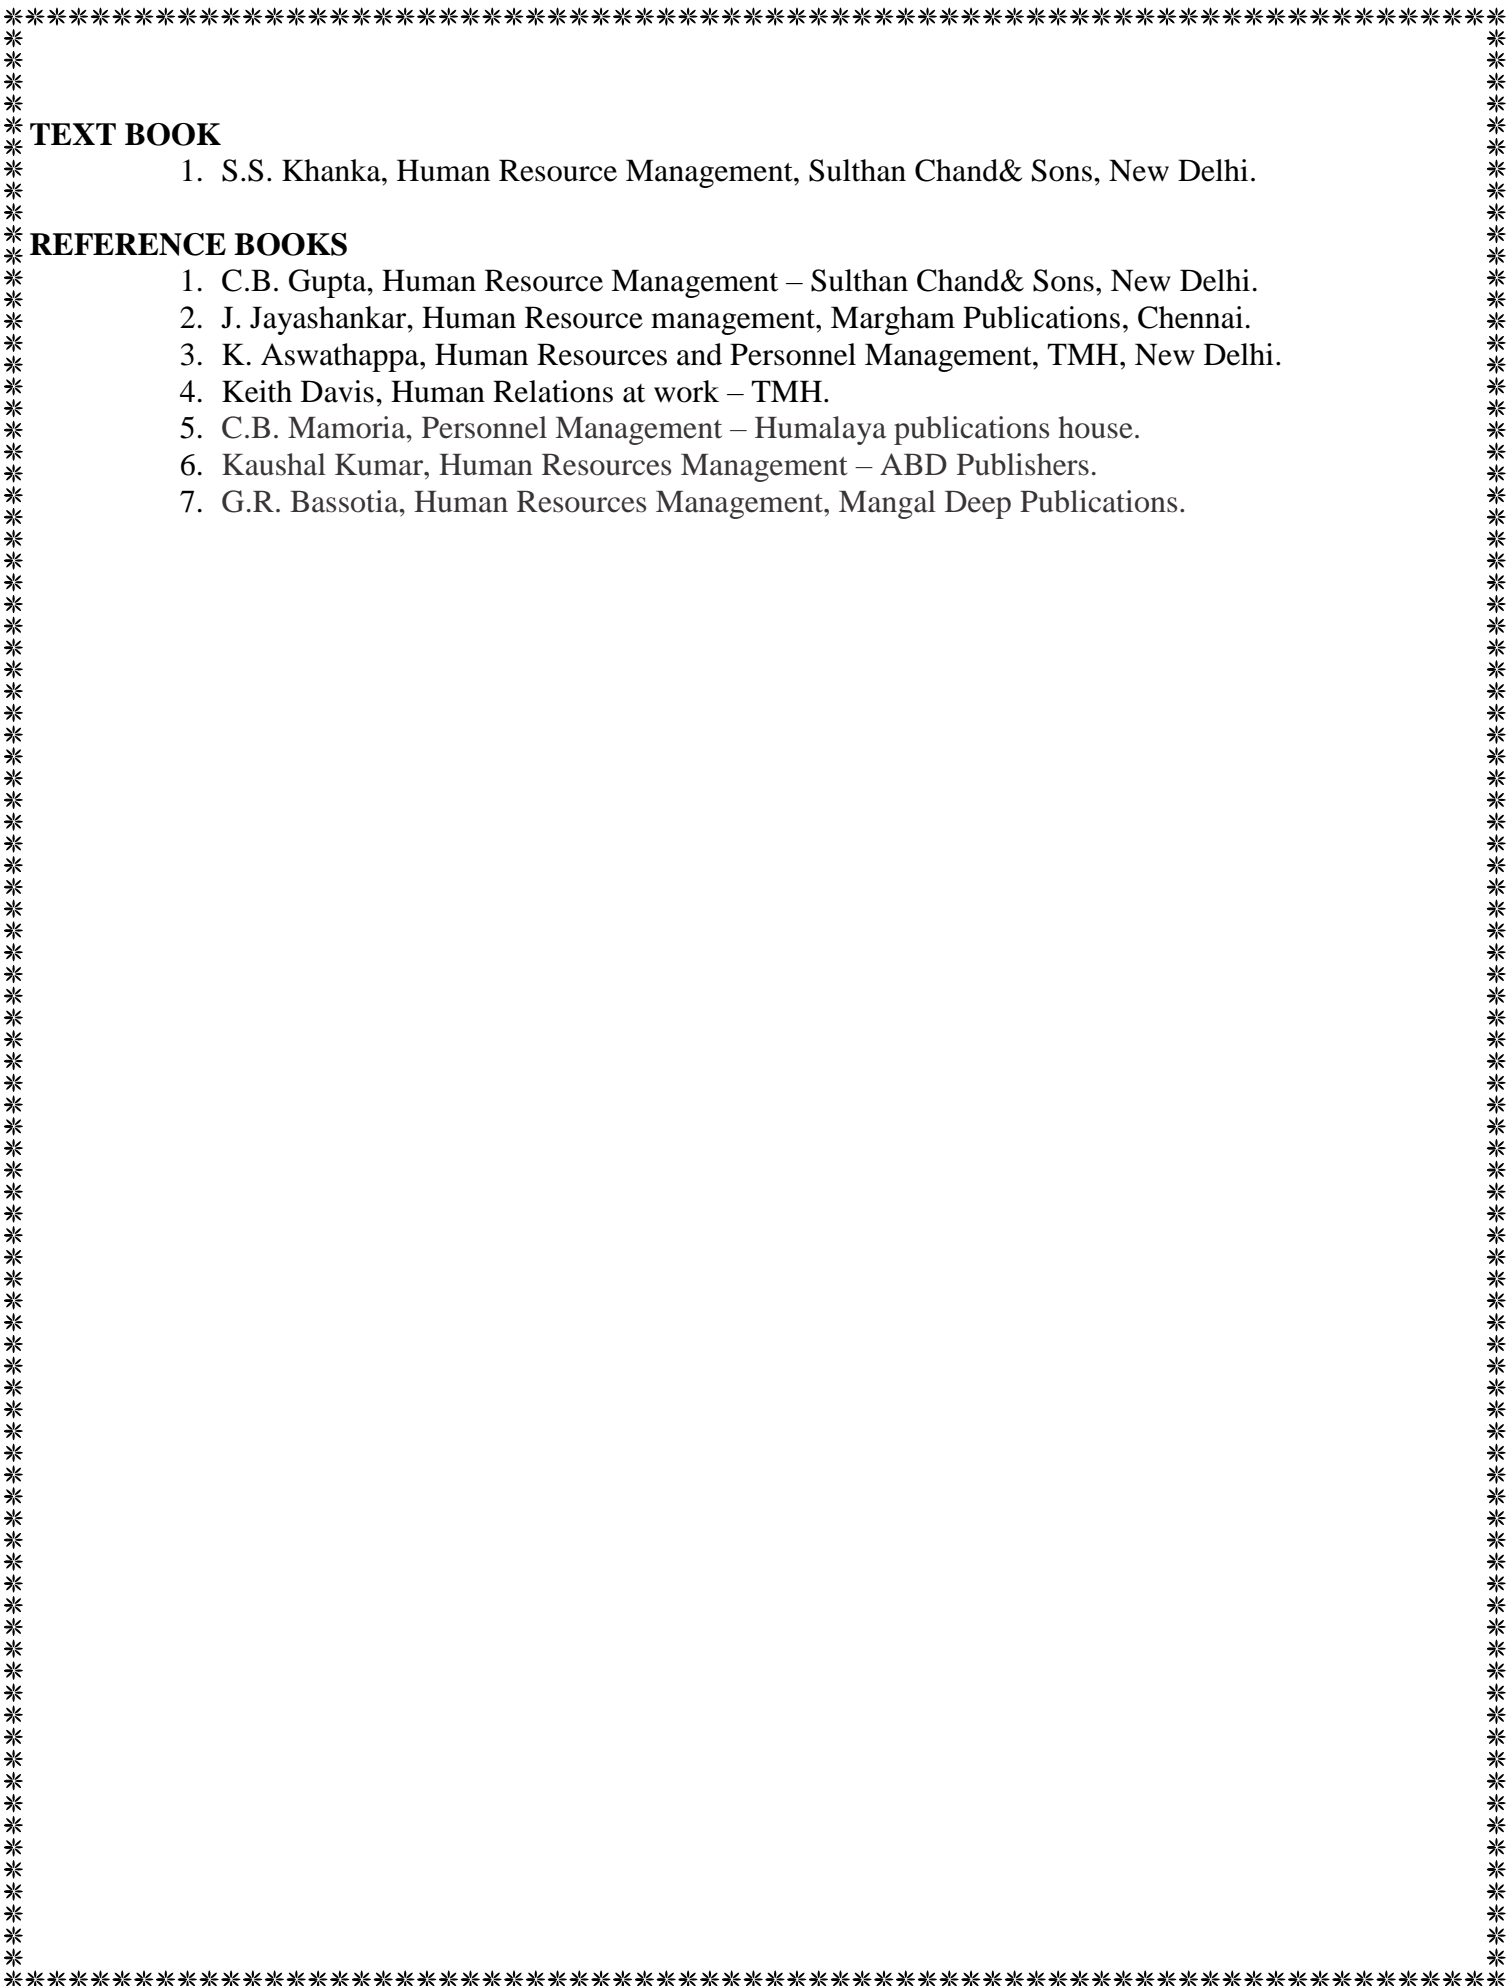 TEXT BOOK
1. S.S. Khanka, Human Resource Management, Sulthan Chand& Sons, New Delhi.
REFERENCE BOOKS
1. C.B. Gupta, Human Resource Management – Sulthan Chand& Sons, New Delhi.
2. J. Jayashankar, Human Resource management, Margham Publications, Chennai.
3. K. Aswathappa, Human Resources and Personnel Management, TMH, New Delhi.
4. Keith Davis, Human Relations at work – TMH.
5. C.B. Mamoria, Personnel Management – Humalaya publications house.
6. Kaushal Kumar, Human Resources Management – ABD Publishers.
7. G.R. Bassotia, Human Resources Management, Mangal Deep Publications.